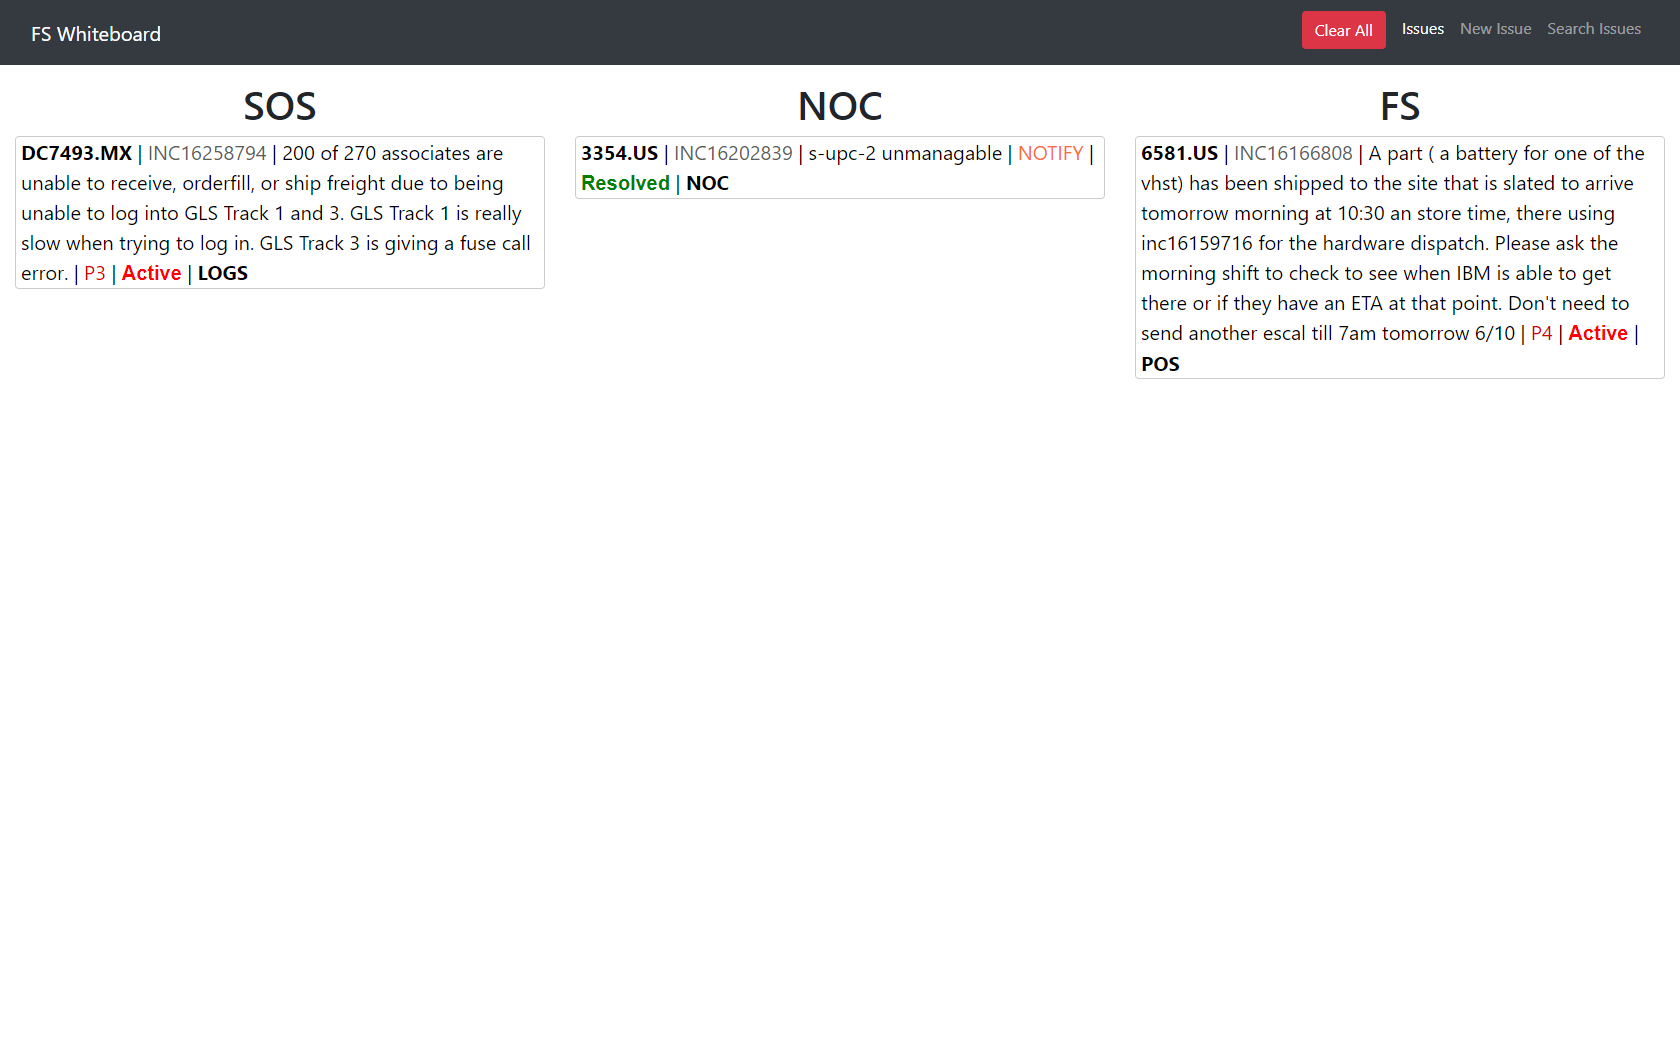 FS Whiteboard
Clear All
Issues
New Issue
Search Issues
SOS
DC7493.MX | INC16258794 | 200 of 270 associates are
unable to receive, orderfill, or ship freight due to being
unable to log into GLS Track 1 and 3. GLS Track 1 is really
slow when trying to log in. GLS Track 3 is giving a fuse call
error. | P3 | Active | LOGS
NOC
3354.US | INC16202839 | s-upc-2 unmanagable | NOTIFY |
Resolved | NOC
FS
6581.US | INC16166808 | A part ( a battery for one of the
vhst) has been shipped to the site that is slated to arrive
tomorrow morning at 10:30 an store time, there using
inc16159716 for the hardware dispatch. Please ask the
morning shift to check to see when IBM is able to get
there or if they have an ETA at that point. Don't need to
send another escal till 7am tomorrow 6/10 | P4 | Active |
POS